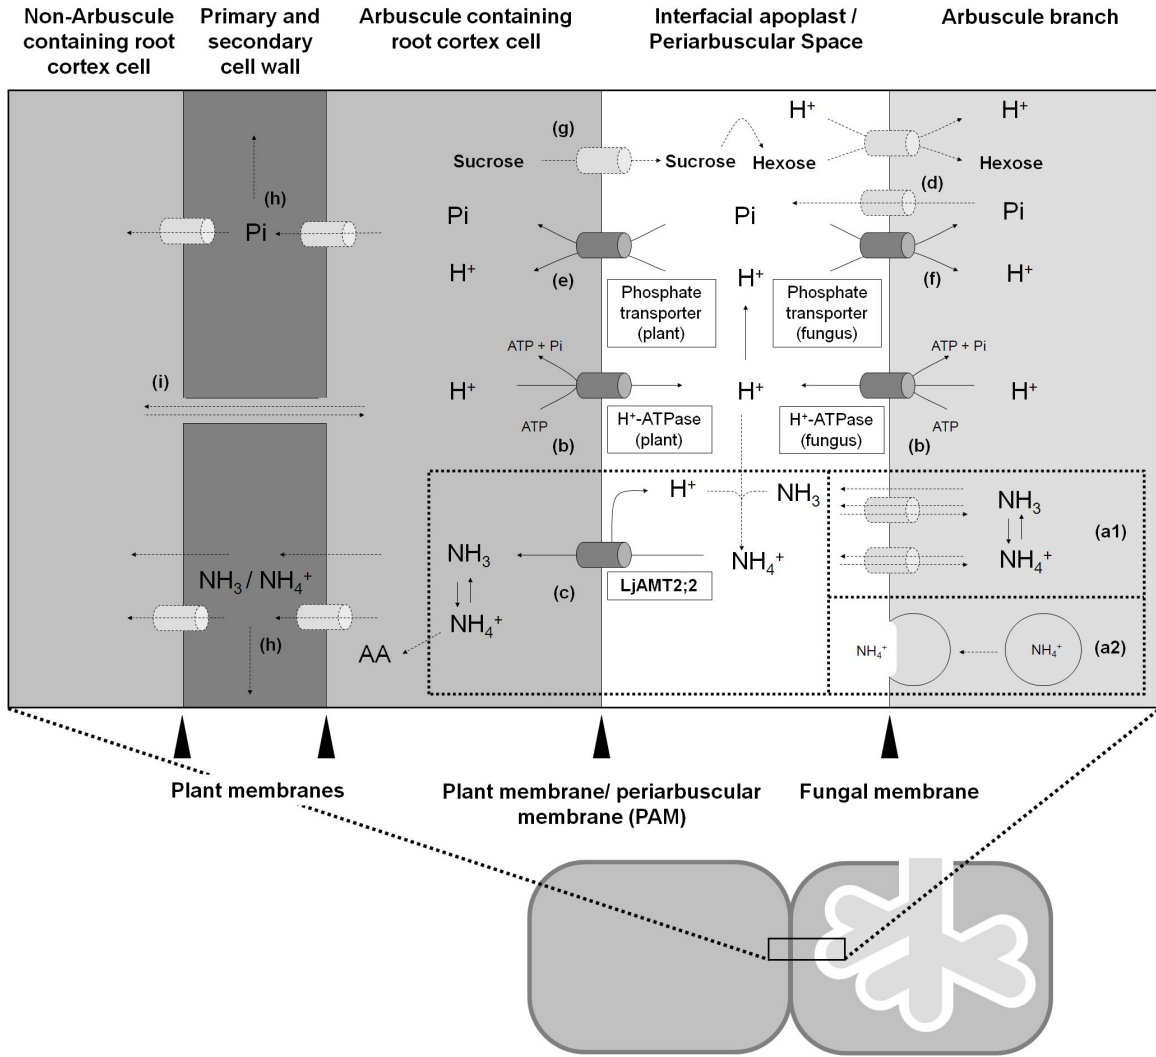 Non-Arbuscule
containing root
cortex cell
Primary and
secondary
cell wall
Arbuscule containing
root cortex cell
Interfacial apoplast /
Periarbuscular Space
Arbuscule branch
H⁺
H⁺
(g)
Sucrose
Sucrose
Hexose
Hexose
(d)
(h)
Pi
Pi
Pi
Pi
H⁺
(e)
H⁺
(f)
H⁺
Phosphate
transporter
(plant)
Phosphate
transporter
(fungus)
ATP + Pi
ATP + Pi
(i)
H⁺
H⁺
H⁺
ATP
ATP
(b)
H⁺-ATPase
(plant)
H⁺-ATPase
(fungus)
(b)
H⁺
NH₃
NH₃
(a1)
NH₄⁺
NH₃
NH₄⁺
NH₃ / NH₄⁺
(c)
LjAMT2;2
NH₄⁺
(h)
AA
NH₄⁺
NH₄⁺
(a2)
Plant membranes
Plant membrane/ periarbuscular
membrane (PAM)
Fungal membrane